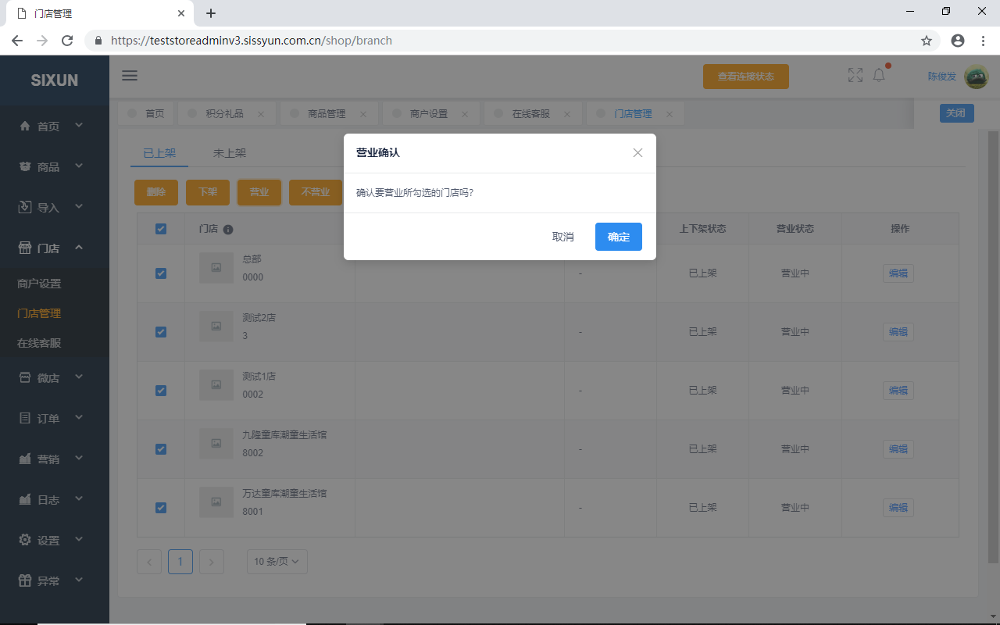 门店管理
https://teststoreadminv3.sissyun.com.cn/shop/branch
SIXUN
查看连接状态
陈俊发
首页
积分礼品
商品管理
商户设置
在线客服
门店管理
关闭
首页
商品
导入
门店
商户设置
门店管理
在线客服
微店
订单
营销
日志
设置
异常
已上架
未上架
删除
下架
营业
不营业
营业确认
确认要营业所勾选的门店吗?
取消
确定
门店
上下架状态
营业状态
操作
总部
0000
-
已上架
营业中
编辑
测试2店
3
-
已上架
营业中
编辑
测试1店
0002
-
已上架
营业中
编辑
九隆童库潮童生活馆
8002
-
已上架
营业中
编辑
万达童库潮童生活馆
8001
-
已上架
营业中
编辑
1
10 条/页